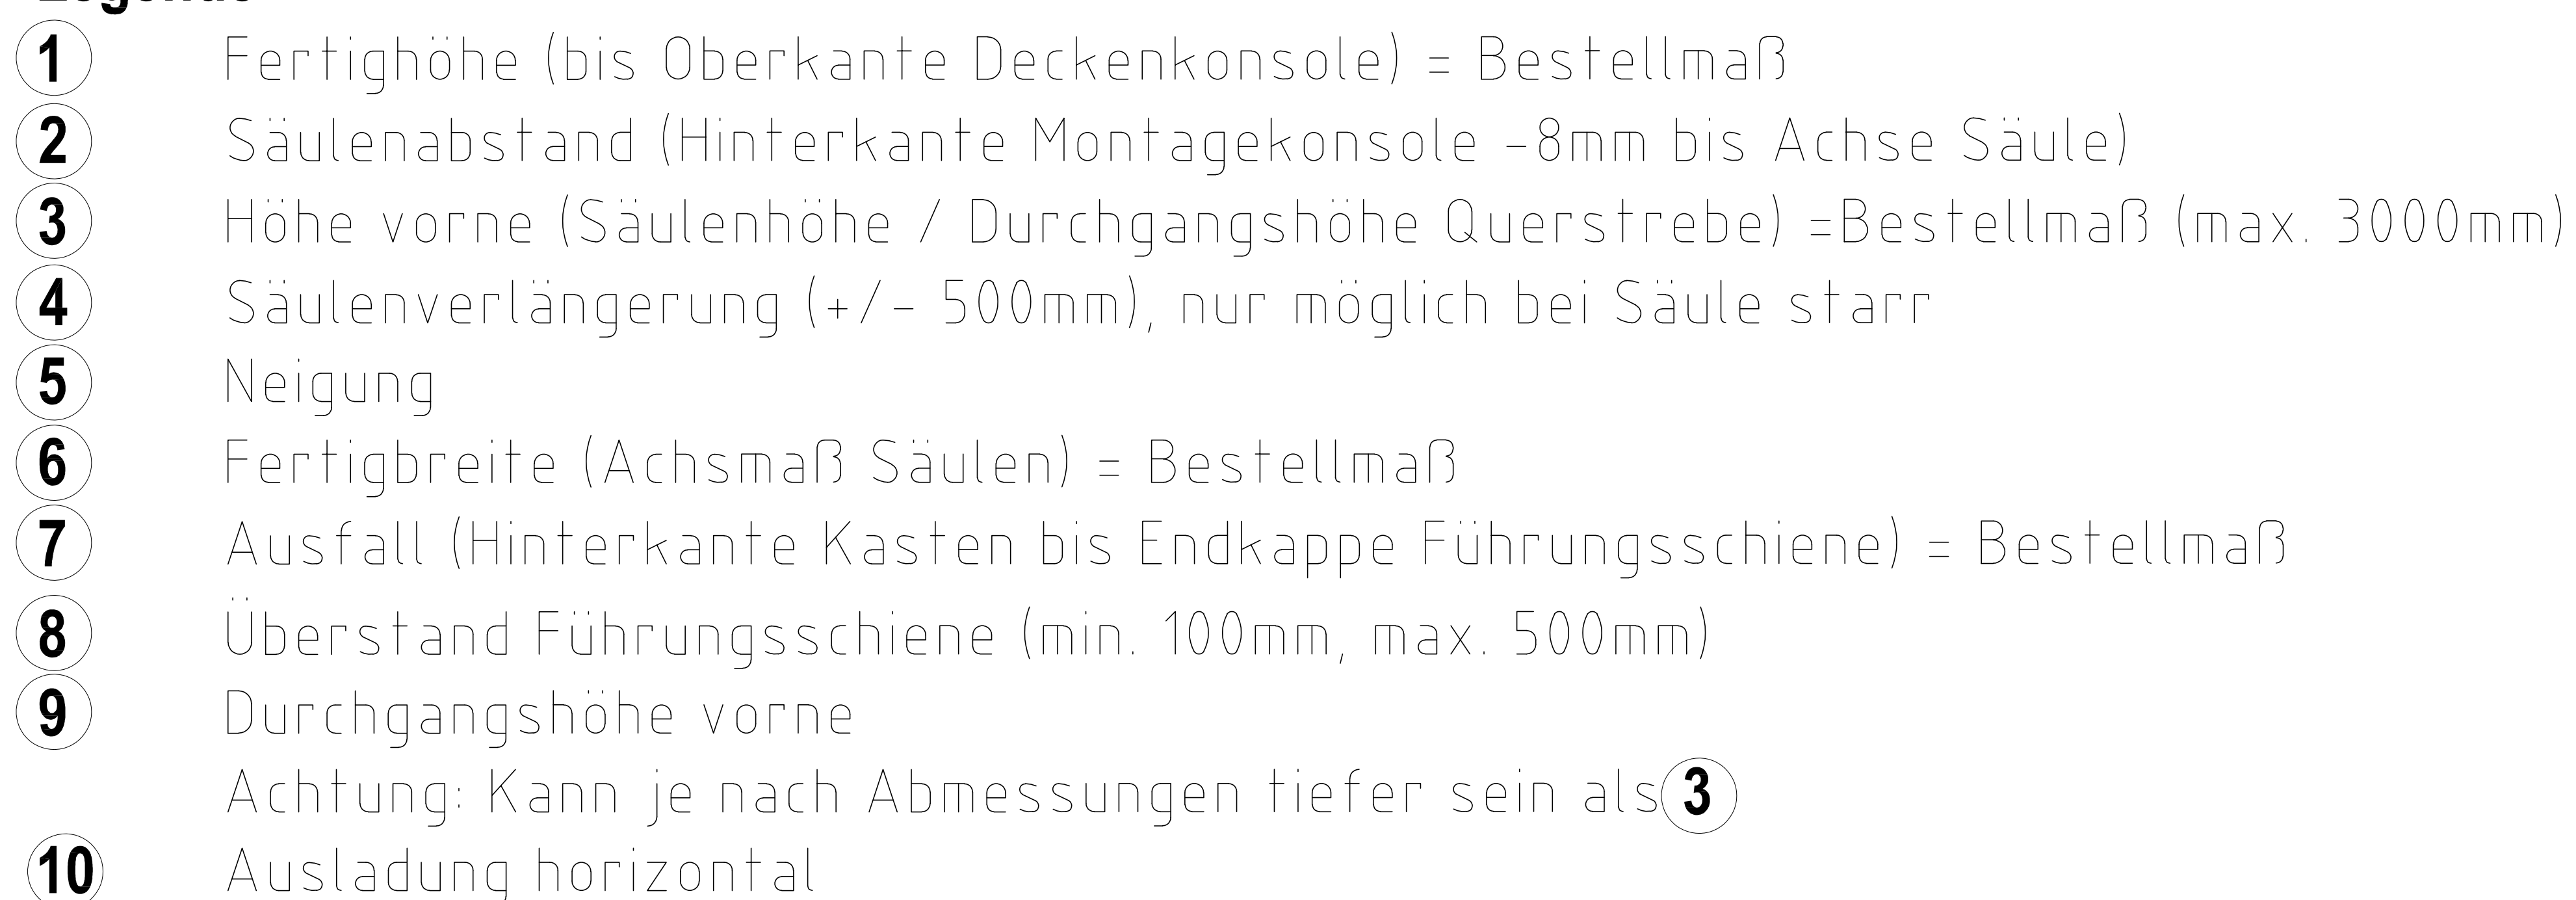 Legende
1 Fertighöhe (bis Oberkante Deckenkonsole) = Bestellmaß
2 Säulenabstand (Hinterkante Montagekonsole -8mm bis Achse Säule)
3 Höhe vorne (Säulenhöhe / Durchgangshöhe Querstrebe) =Bestellmaß (max. 3000mm)
4 Säulenverlängerung (+/- 500mm), nur möglich bei Säule starr
5 Neigung
6 Fertigbreite (Achsmaß Säulen) = Bestellmaß
7 Ausfall (Hinterkante Kasten bis Endkappe Führungsschiene) = Bestellmaß
8 Überstand Führungsschiene (min. 100mm, max. 500mm)
9 Durchgangshöhe vorne
Achtung: Kann je nach Abmessungen tiefer sein als 3
10 Ausladung horizontal